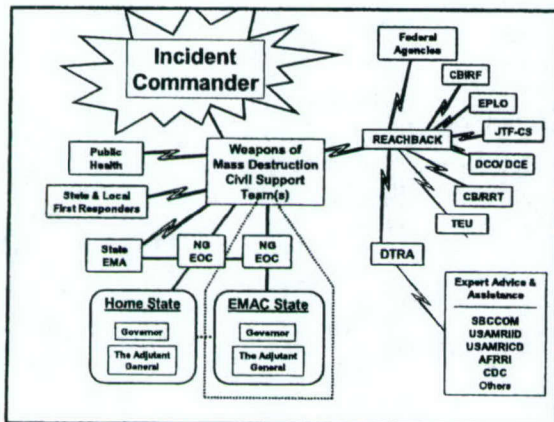 Incident
Commander
Federal
Agencies
CBIRF
EPLO
REACHBACK
JTF-CS
DCO/ DCE
CB/RRT
TEU
DTRA
Public
Health
Weapons of
Mass Destruction
Civil Support
Team(s)
State & Local
First Responders
State
EMA
NG
EOC
NG
EOC
Home State
Governor
The Adjutant
General
EMAC State
Governor
The Adjutant
General
Expert Advice &
Assistance
SBCCOM
USAMRIID
USAMRICD
AFRRI
CDC
Others